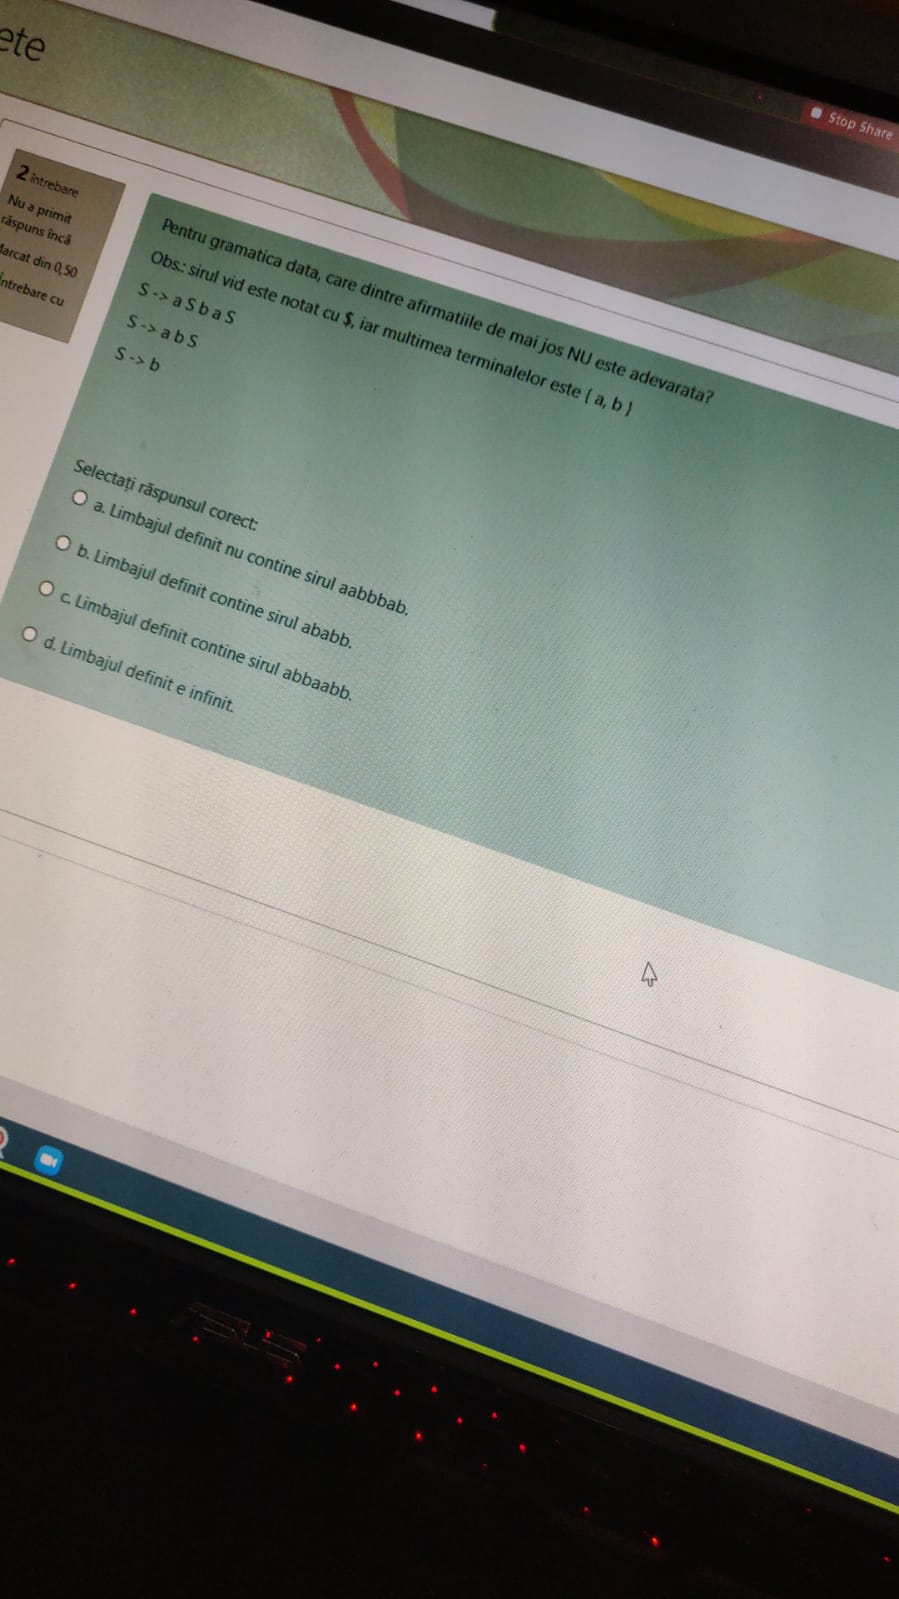 ete
Stop Share
2 întrebare
Nu a primit
răspuns încă
Marcat din 0,50
Întrebare cu
Pentru gramatica data, care dintre afirmatiile de mai jos NU este adevarata?
Obs.: sirul vid este notat cu $, iar multimea terminalelor este { a, b }
S -> a S b a S
S -> a b S
S -> b
Selectați răspunsul corect:
a. Limbajul definit nu contine sirul aabbbab.
b. Limbajul definit contine sirul ababb.
c. Limbajul definit contine sirul abbaabb.
d. Limbajul definit e infinit.